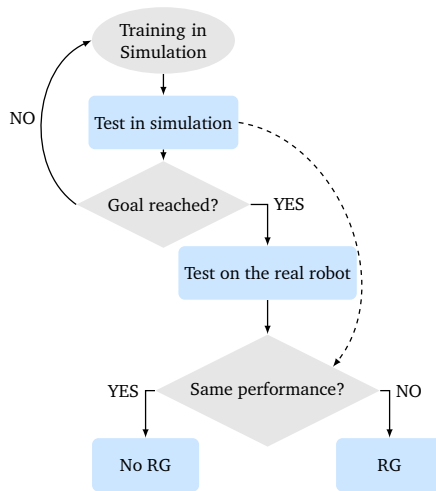 Training in
Simulation
Test in simulation
NO
Goal reached?
YES
Test on the real robot
Same performance?
YES
NO
No RG
RG